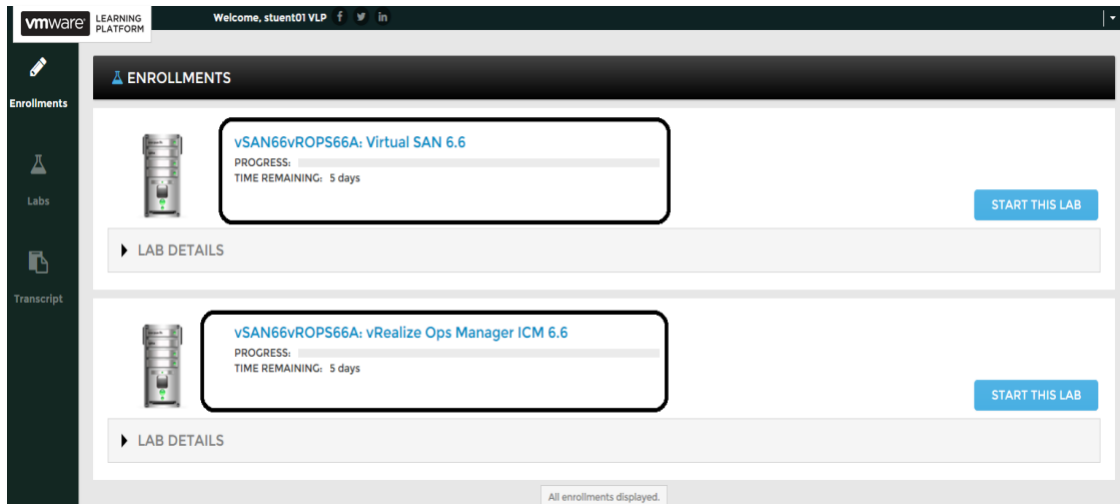 vmware® LEARNING PLATFORM
Welcome, stuent01 VLP
Enrollments
Labs
Transcript
ENROLLMENTS
vSAN66vROPS66A: Virtual SAN 6.6
PROGRESS:
TIME REMAINING: 5 days
START THIS LAB
LAB DETAILS
vSAN66vROPS66A: vRealize Ops Manager ICM 6.6
PROGRESS:
TIME REMAINING: 5 days
START THIS LAB
LAB DETAILS
All enrollments displayed.